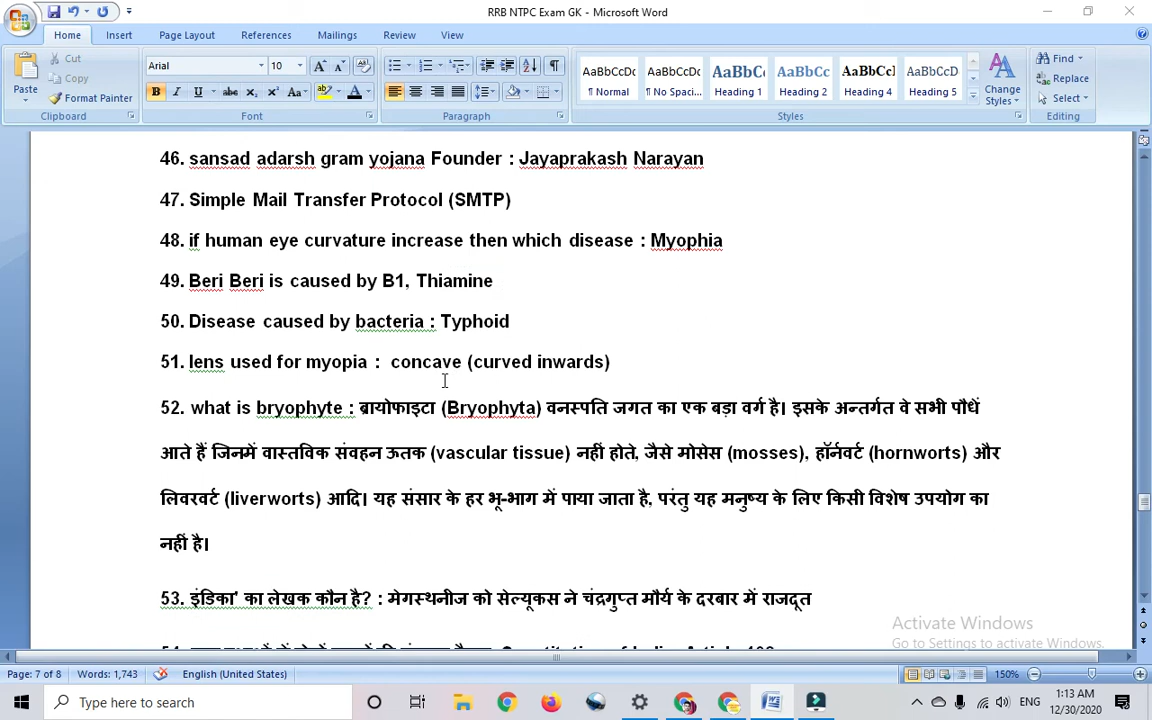 RRB NTPC Exam GK - Microsoft Word
Home Insert Page Layout References Mailings Review View
Paste Cut Copy Format Painter Clipboard
Arial 10 Font
Paragraph
AaBbCcDc ¶ Normal AaBbCcDc ¶ No Spaci... AaBbCc Heading 1 AaBbCc Heading 2 AaBbCcI Heading 4 AaBbCcD Heading 5 Styles
Change Styles
Find Replace Select Editing
46. sansad adarsh gram yojana Founder : Jayaprakash Narayan
47. Simple Mail Transfer Protocol (SMTP)
48. if human eye curvature increase then which disease : Myophia
49. Beri Beri is caused by B1, Thiamine
50. Disease caused by bacteria : Typhoid
51. lens used for myopia : concave (curved inwards)
52. what is bryophyte : ब्रायोफाइटा (Bryophyta) वनस्पति जगत का एक बड़ा वर्ग है। इसके अन्तर्गत वे सभी पौधें
आते हैं जिनमें वास्तविक संवहन ऊतक (vascular tissue) नहीं होते, जैसे मोसेस (mosses), हॉर्नवर्ट (hornworts) और
लिवरवर्ट (liverworts) आदि। यह संसार के हर भू-भाग में पाया जाता है, परंतु यह मनुष्य के लिए किसी विशेष उपयोग का
नहीं है।
53. इंडिका' का लेखक कौन है? : मेगस्थनीज को सेल्यूकस ने चंद्रगुप्त मौर्य के दरबार में राजदूत
Activate Windows
Go to Settings to activate Windows.
Page: 7 of 8 Words: 1,743 English (United States) 150%
Type here to search
ENG 1:13 AM
12/30/2020